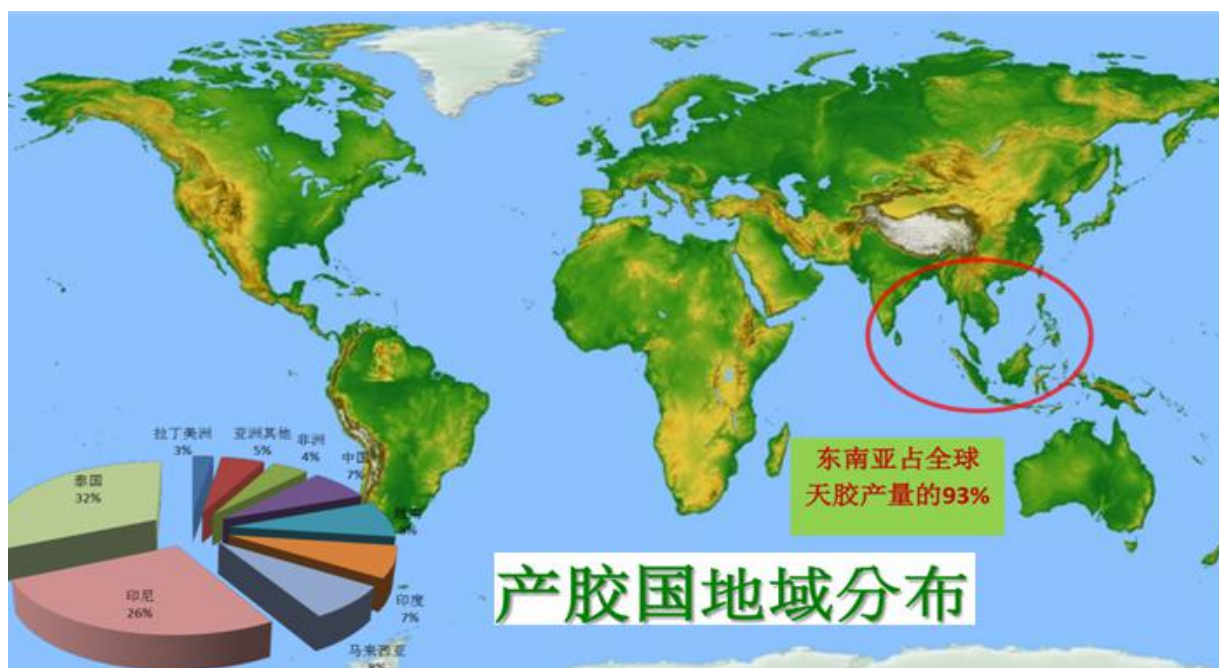 拉丁美洲
3%
亚洲其他
5%
非洲
4%
中国
7%
泰国
32%
印尼
26%
印度
7%
马来西亚
东南亚占全球
天胶产量的93%
产胶国地域分布